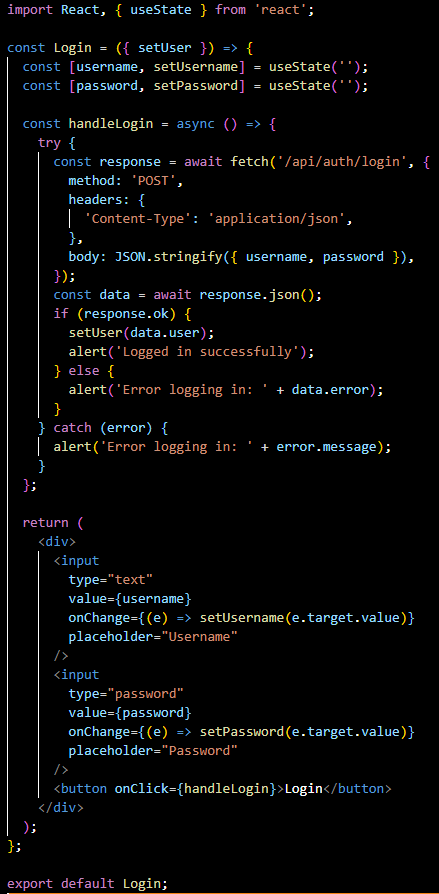 import React, { useState } from 'react';

const Login = ({ setUser }) => {
  const [username, setUsername] = useState('');
  const [password, setPassword] = useState('');

  const handleLogin = async () => {
    try {
      const response = await fetch('/api/auth/login', {
        method: 'POST',
        headers: {
          'Content-Type': 'application/json',
        },
        body: JSON.stringify({ username, password }),
      });
      const data = await response.json();
      if (response.ok) {
        setUser(data.user);
        alert('Logged in successfully');
      } else {
        alert('Error logging in: ' + data.error);
      }
    } catch (error) {
      alert('Error logging in: ' + error.message);
    }
  };

  return (
    <div>
      <input
        type="text"
        value={username}
        onChange={(e) => setUsername(e.target.value)}
        placeholder="Username"
      />
      <input
        type="password"
        value={password}
        onChange={(e) => setPassword(e.target.value)}
        placeholder="Password"
      />
      <button onClick={handleLogin}>Login</button>
    </div>
  );
};

export default Login;